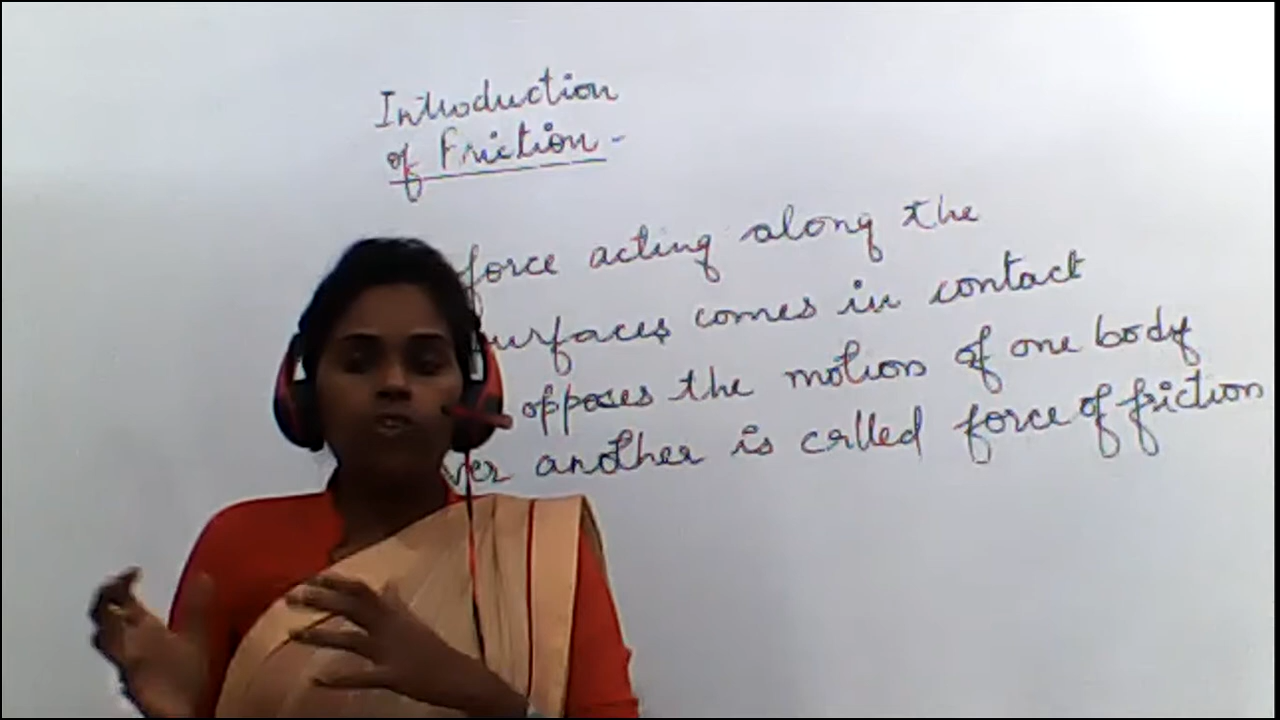 Introduction
of Friction -
force acting along the
urfaces comes in contact
opposes the motion of one body
ver another is called force of friction